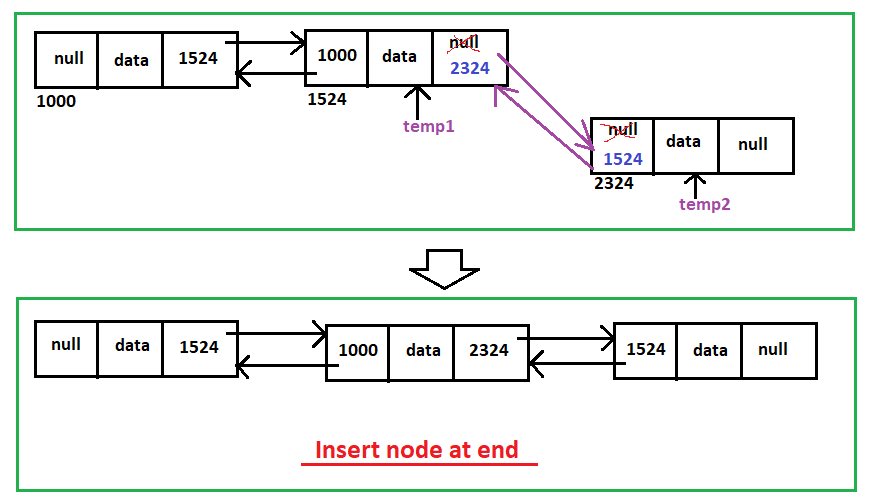 null data 1524
1000
1000 data null
2324
1524
temp1
null data null
1524
2324
temp2
null data 1524
1000 data 2324
1524 data null
Insert node at end